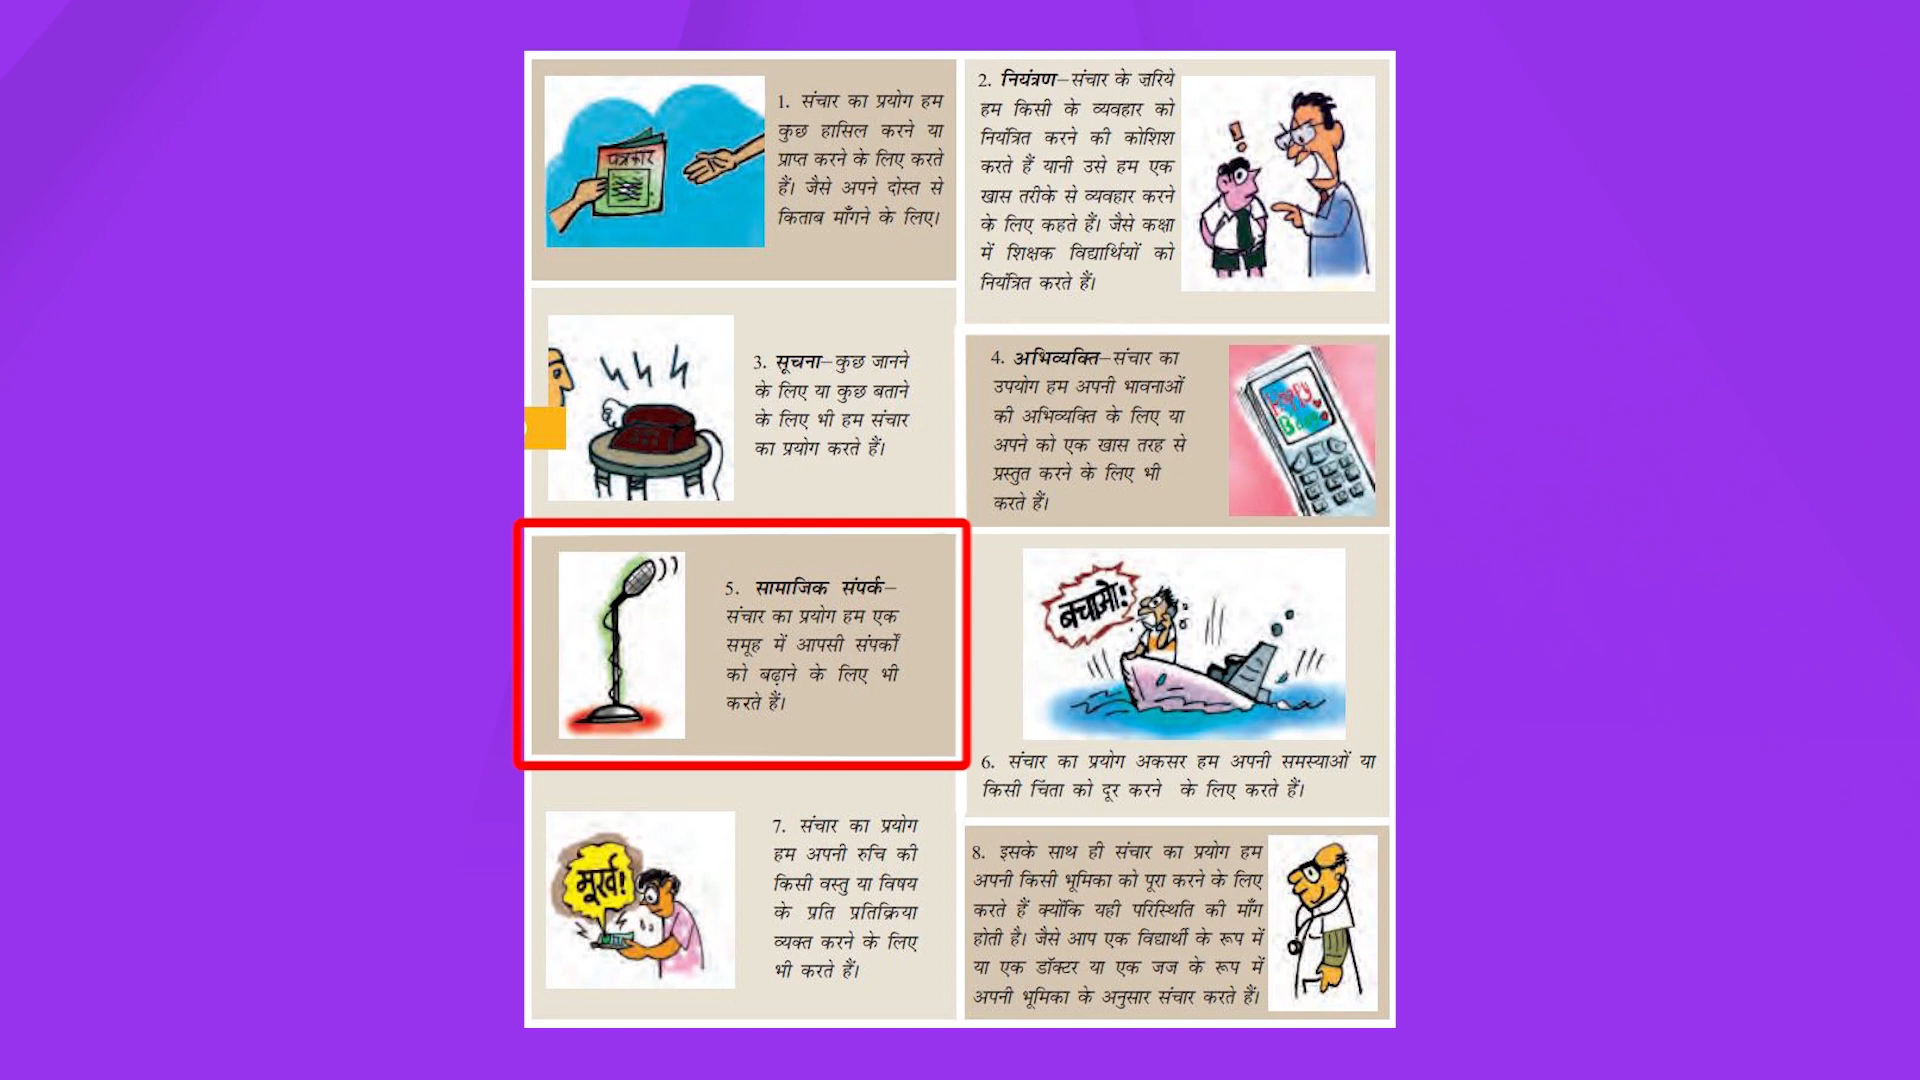 1. संचार का प्रयोग हम
कुछ हासिल करने या
प्राप्त करने के लिए करते
हैं। जैसे अपने दोस्त से
किताब माँगने के लिए।
पत्रकार
2. नियंत्रण–संचार के ज़रिये
हम किसी के व्यवहार को
नियंत्रित करने की कोशिश
करते हैं यानी उसे हम एक
खास तरीके से व्यवहार करने
के लिए कहते हैं। जैसे कक्षा
में शिक्षक विद्यार्थियों को
नियंत्रित करते हैं।
!
3. सूचना–कुछ जानने
के लिए या कुछ बताने
के लिए भी हम संचार
का प्रयोग करते हैं।
4. अभिव्यक्ति–संचार का
उपयोग हम अपनी भावनाओं
की अभिव्यक्ति के लिए या
अपने को एक खास तरह से
प्रस्तुत करने के लिए भी
करते हैं।
5. सामाजिक संपर्क–
संचार का प्रयोग हम एक
समूह में आपसी संपर्कों
को बढ़ाने के लिए भी
करते हैं।
बचाओ!
6. संचार का प्रयोग अकसर हम अपनी समस्याओं या
किसी चिंता को दूर करने के लिए करते हैं।
मूर्ख!
7. संचार का प्रयोग
हम अपनी रुचि की
किसी वस्तु या विषय
के प्रति प्रतिक्रिया
व्यक्त करने के लिए
भी करते हैं।
8. इसके साथ ही संचार का प्रयोग हम
अपनी किसी भूमिका को पूरा करने के लिए
करते हैं क्योंकि यही परिस्थिति की माँग
होती है। जैसे आप एक विद्यार्थी के रूप में
या एक डॉक्टर या एक जज के रूप में
अपनी भूमिका के अनुसार संचार करते हैं।